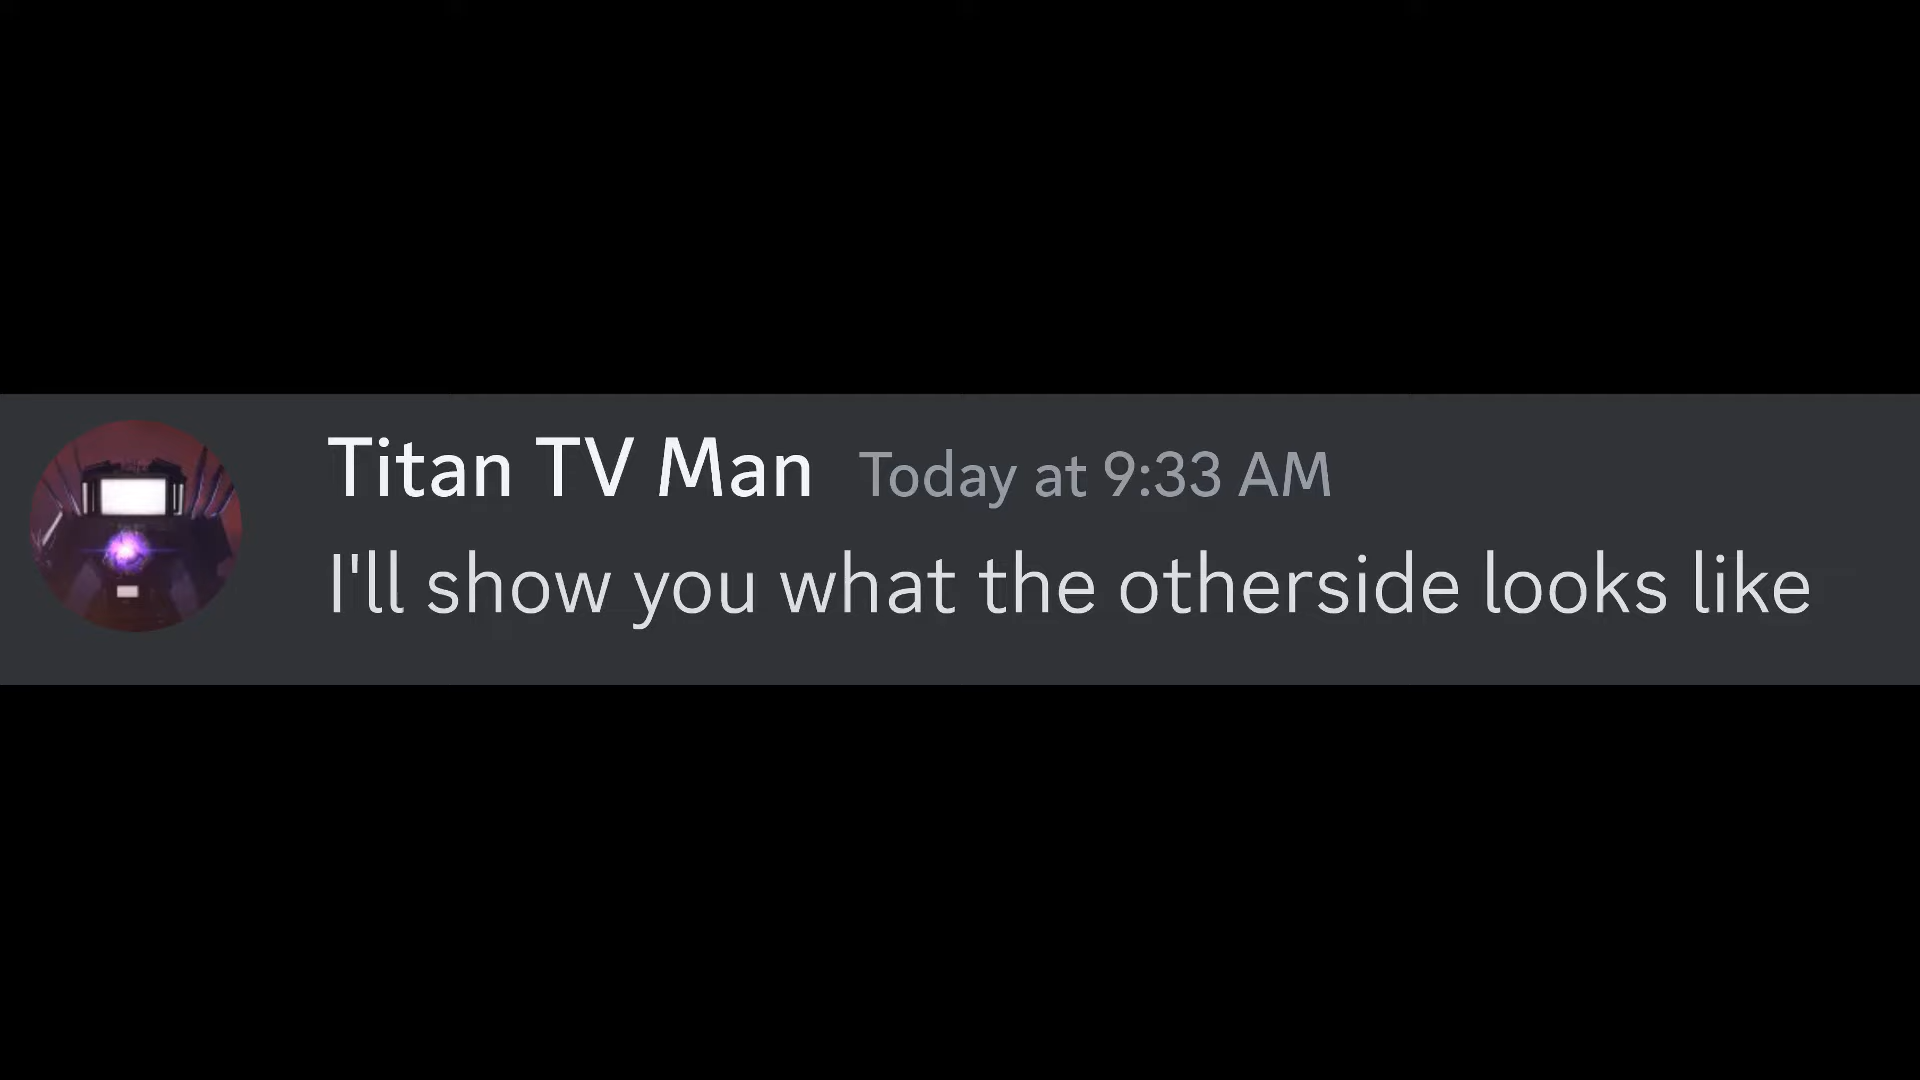 Titan TV Man Today at 9:33 AM
I'll show you what the otherside looks like